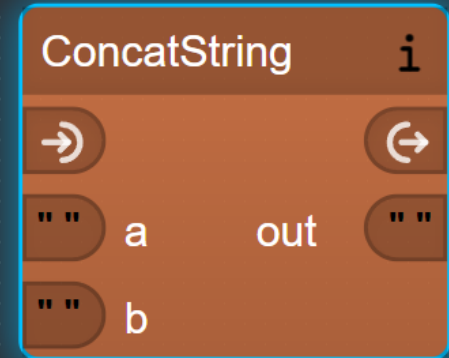 ConcatString i
" " a out " "
" " b